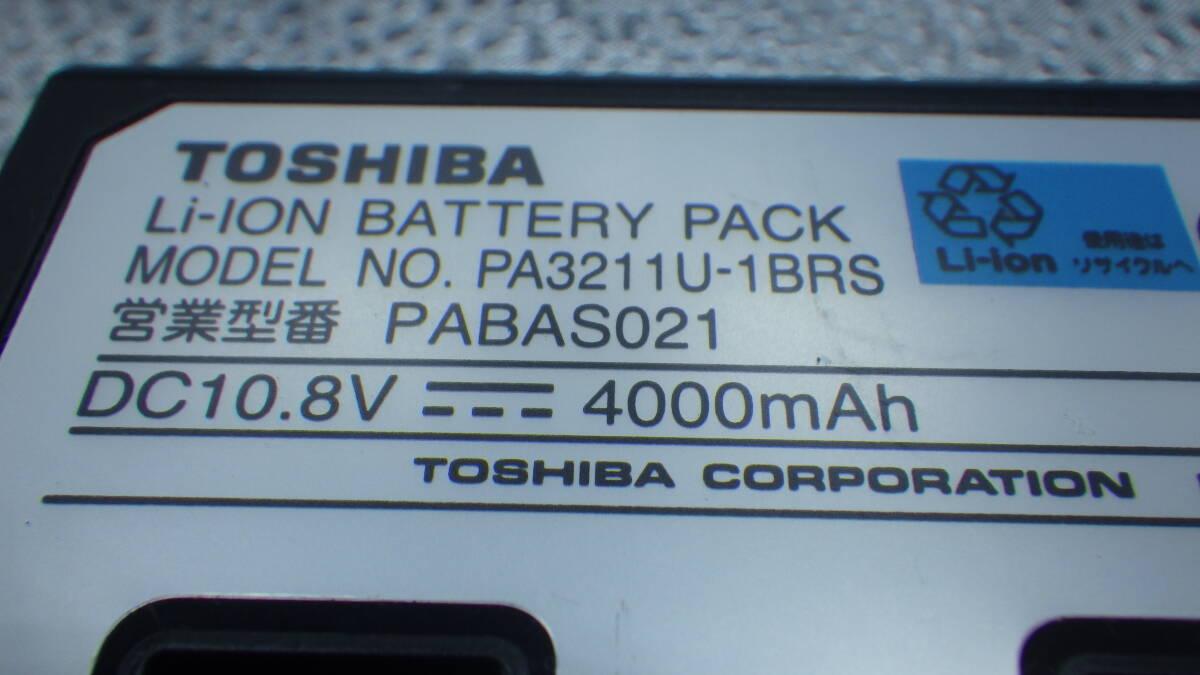 TOSHIBA
Li-ION BATTERY PACK
MODEL NO. PA3211U-1BRS
営業型番 PABAS021
DC10.8V 4000mAh
TOSHIBA CORPORATION
Li-ion
使用後は
リサイクルへ